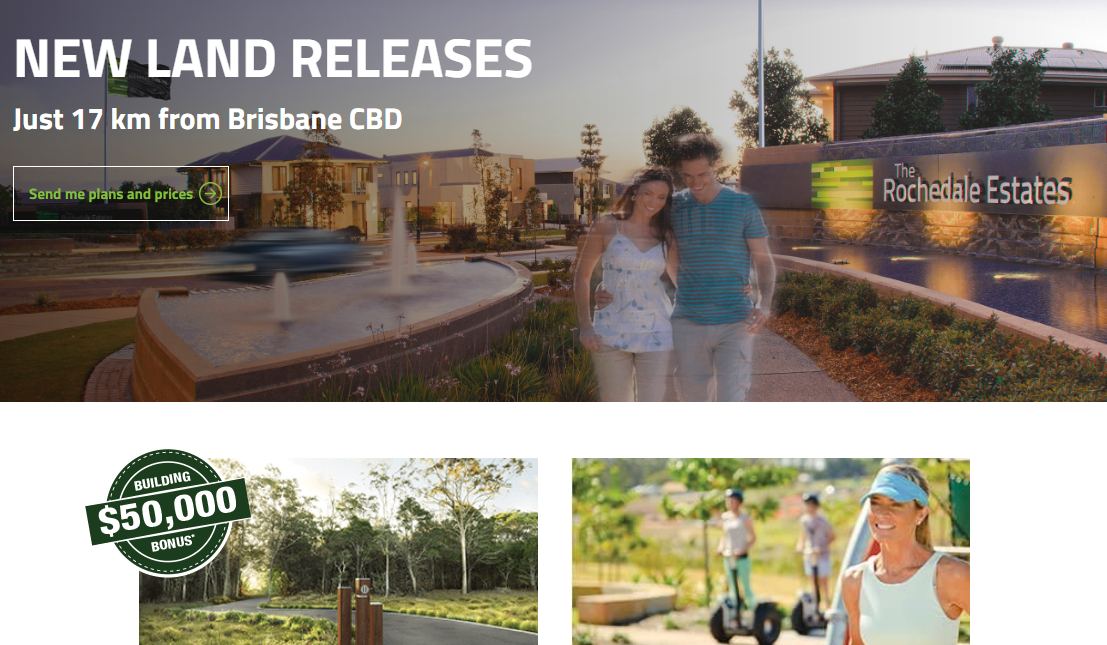 NEW LAND RELEASES
Just 17 km from Brisbane CBD
Send me plans and prices
The
Rochedale Estates
BUILDING
$50,000
BONUS*